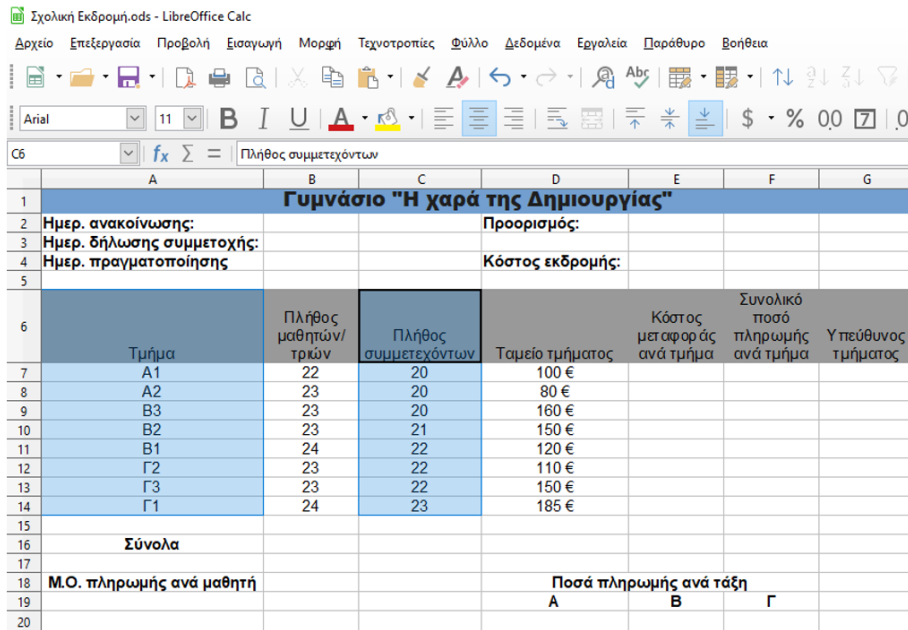 Σχολική Εκδρομή.ods - LibreOffice Calc
Αρχείο Επεξεργασία Προβολή Εισαγωγή Μορφή Τεχνοτροπίες Φύλλο Δεδομένα Εργαλεία Παράθυρο Βοήθεια
Arial 11 B I U A $ % 0.0 7
C6 fx Σ = Πλήθος συμμετεχόντων
A B C D E F G
1 Γυμνάσιο "Η χαρά της Δημιουργίας"
2 Ημερ. ανακοίνωσης: Προορισμός:
3 Ημερ. δήλωσης συμμετοχής:
4 Ημερ. πραγματοποίησης Κόστος εκδρομής:
5
6 Τμήμα Πλήθος μαθητών/τριών Πλήθος συμμετεχόντων Ταμείο τμήματος Κόστος μεταφοράς ανά τμήμα Συνολικό ποσό πληρωμής ανά τμήμα Υπεύθυνος τμήματος
7 Α1 22 20 100 €
8 Α2 23 20 80 €
9 Β3 23 20 160 €
10 Β2 23 21 150 €
11 Β1 24 22 120 €
12 Γ2 23 22 110 €
13 Γ3 23 22 150 €
14 Γ1 24 23 185 €
15
16 Σύνολα
17
18 Μ.Ο. πληρωμής ανά μαθητή Ποσά πληρωμής ανά τάξη
19 Α Β Γ
20